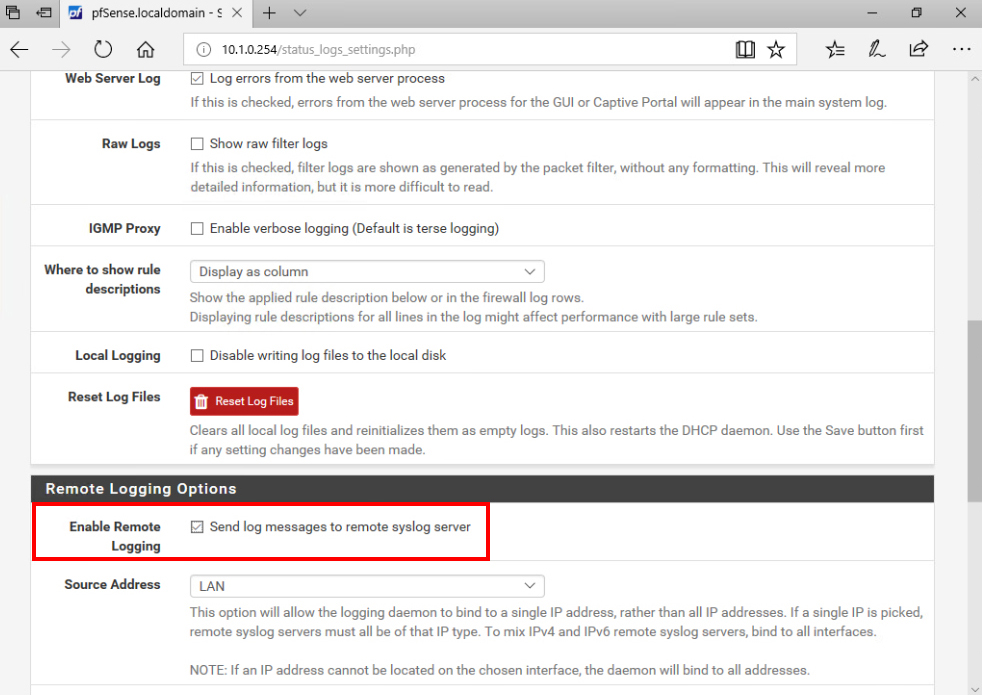 pfSense.localdomain - S
10.1.0.254/status_logs_settings.php
Web Server Log
Log errors from the web server process
If this is checked, errors from the web server process for the GUI or Captive Portal will appear in the main system log.
Raw Logs
Show raw filter logs
If this is checked, filter logs are shown as generated by the packet filter, without any formatting. This will reveal more
detailed information, but it is more difficult to read.
IGMP Proxy
Enable verbose logging (Default is terse logging)
Where to show rule
descriptions
Display as column
Show the applied rule description below or in the firewall log rows.
Displaying rule descriptions for all lines in the log might affect performance with large rule sets.
Local Logging
Disable writing log files to the local disk
Reset Log Files
Reset Log Files
Clears all local log files and reinitializes them as empty logs. This also restarts the DHCP daemon. Use the Save button first
if any setting changes have been made.
Remote Logging Options
Enable Remote
Logging
Send log messages to remote syslog server
Source Address
LAN
This option will allow the logging daemon to bind to a single IP address, rather than all IP addresses. If a single IP is picked,
remote syslog servers must all be of that IP type. To mix IPv4 and IPv6 remote syslog servers, bind to all interfaces.
NOTE: If an IP address cannot be located on the chosen interface, the daemon will bind to all addresses.